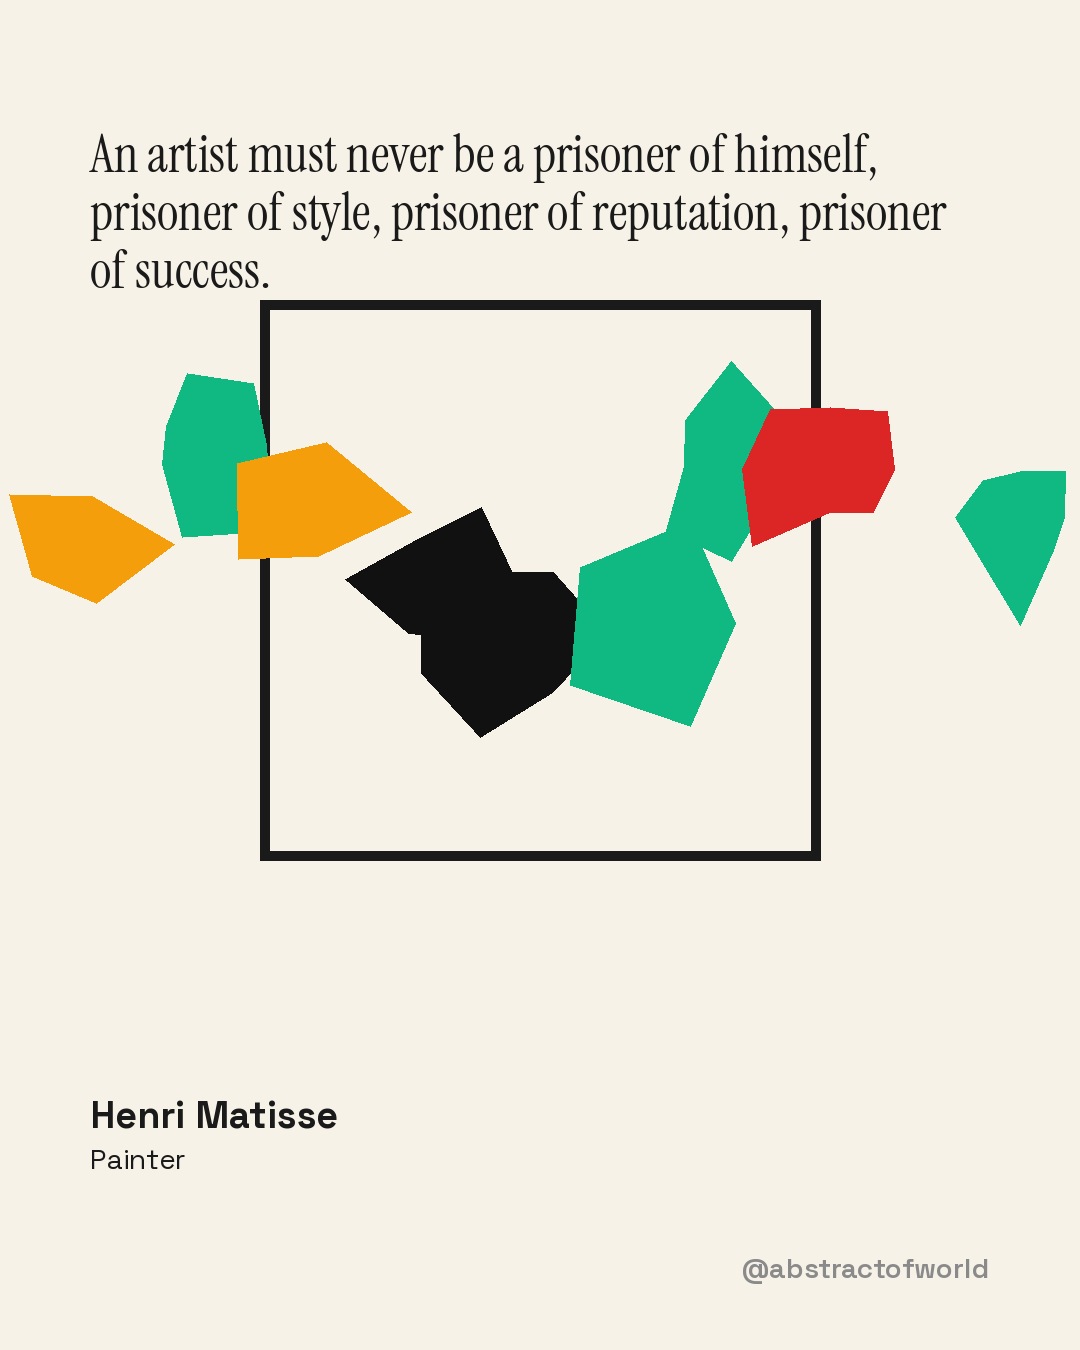 An artist must never be a prisoner of himself,
prisoner of style, prisoner of reputation, prisoner
of success.
Henri Matisse
Painter
@abstractofworld